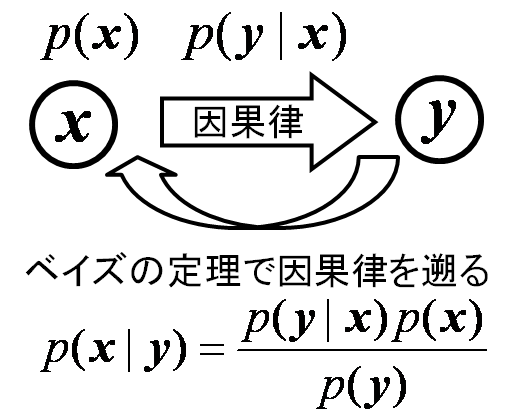 p(x) p(y | x)
x 因果律 y
ベイズの定理で因果律を遡る
p(x | y) = p(y | x) p(x) / p(y)